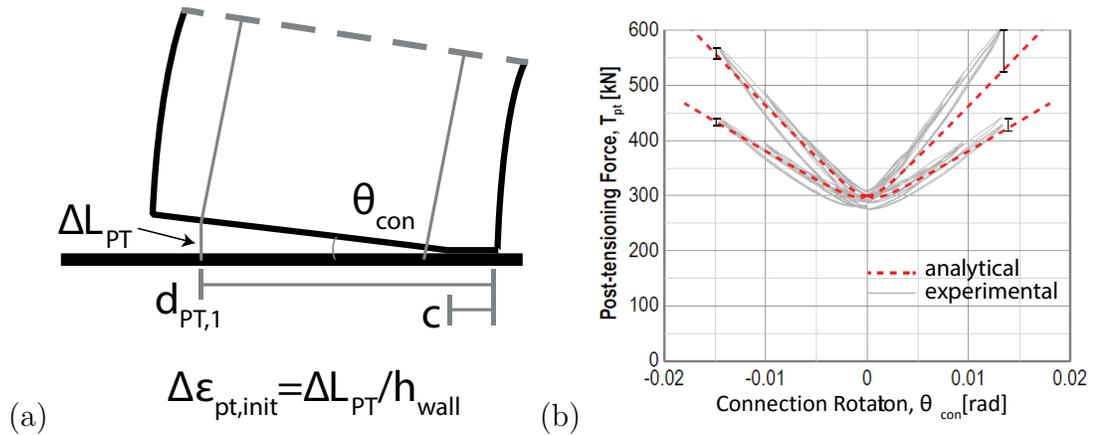 ΔL_PT
θ_con
d_PT,1
c
Δε_pt,init=ΔL_PT/h_wall
(a)
Post-tensioning Force, T_pt [kN]
600
500
400
300
200
100
0
analytical
experimental
-0.02 -0.01 0 0.01 0.02
Connection Rotaton, θ_con[rad]
(b)